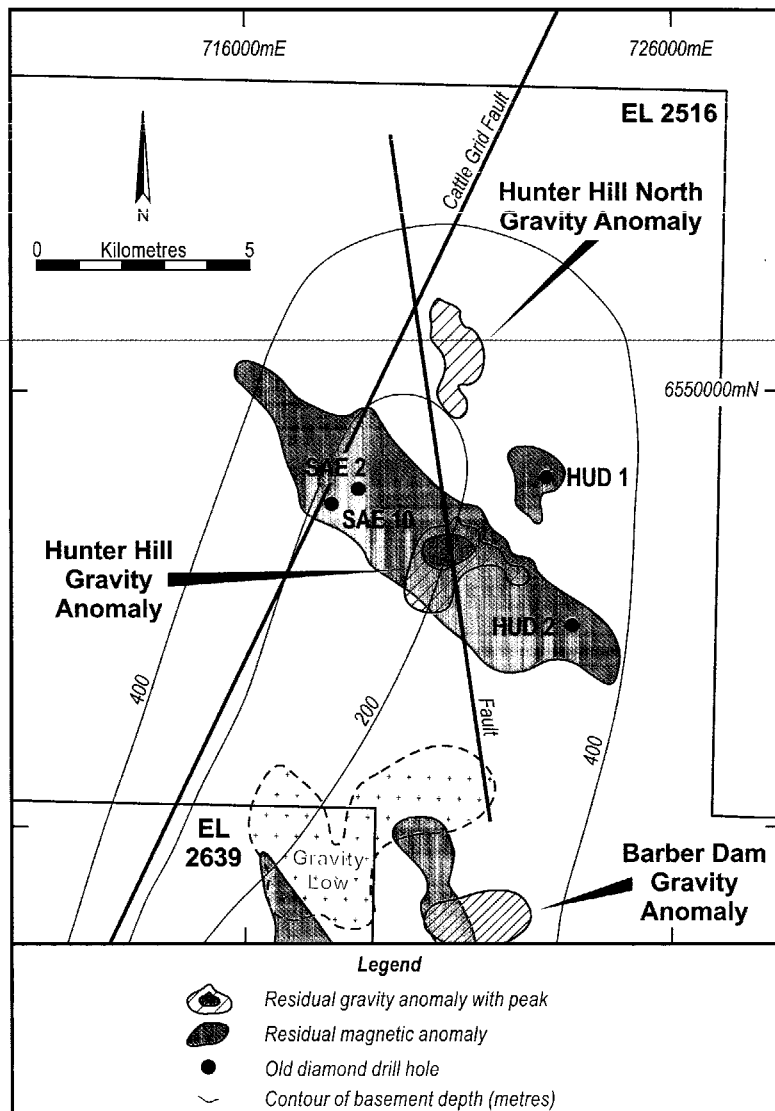 716000mE
726000mE
EL 2516
Cattle Grid Fault
Hunter Hill North
Gravity Anomaly
N
0 Kilometres 5
6550000mN
SAE 2
HUD 1
SAE 10
Hunter Hill
Gravity
Anomaly
HUD 2
400
200
Fault
400
EL
2639
Gravity
Low
Barber Dam
Gravity
Anomaly
Legend
Residual gravity anomaly with peak
Residual magnetic anomaly
Old diamond drill hole
Contour of basement depth (metres)